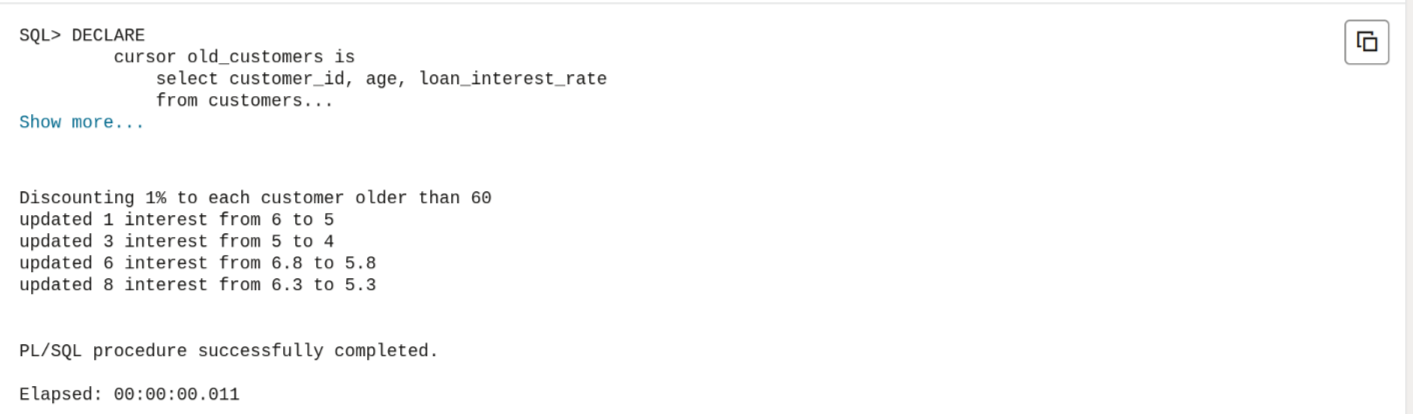 SQL> DECLARE
         cursor old_customers is
             select customer_id, age, loan_interest_rate
             from customers...
Show more...
Discounting 1% to each customer older than 60
updated 1 interest from 6 to 5
updated 3 interest from 5 to 4
updated 6 interest from 6.8 to 5.8
updated 8 interest from 6.3 to 5.3
PL/SQL procedure successfully completed.
Elapsed: 00:00:00.011